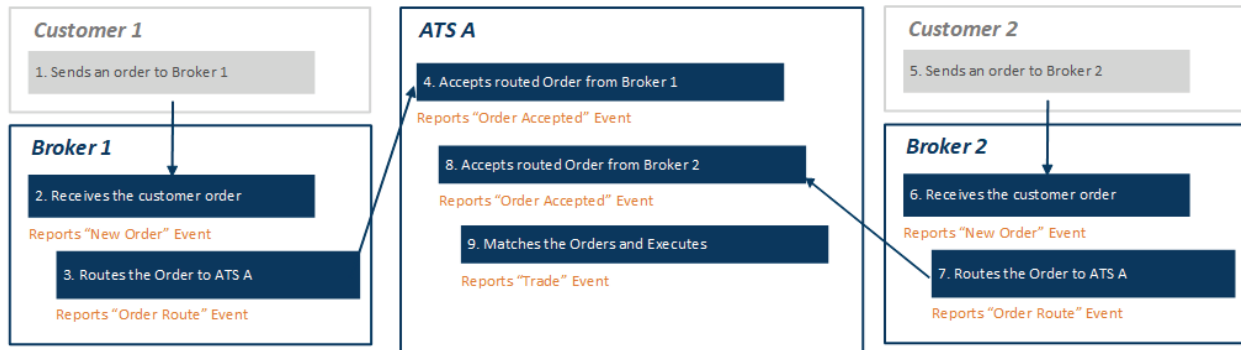 Customer 1
1. Sends an order to Broker 1
Broker 1
2. Receives the customer order
Reports “New Order” Event
3. Routes the Order to ATS A
Reports “Order Route” Event
ATS A
4. Accepts routed Order from Broker 1
Reports “Order Accepted” Event
8. Accepts routed Order from Broker 2
Reports “Order Accepted” Event
9. Matches the Orders and Executes
Reports “Trade” Event
Customer 2
5. Sends an order to Broker 2
Broker 2
6. Receives the customer order
Reports “New Order” Event
7. Routes the Order to ATS A
Reports “Order Route” Event